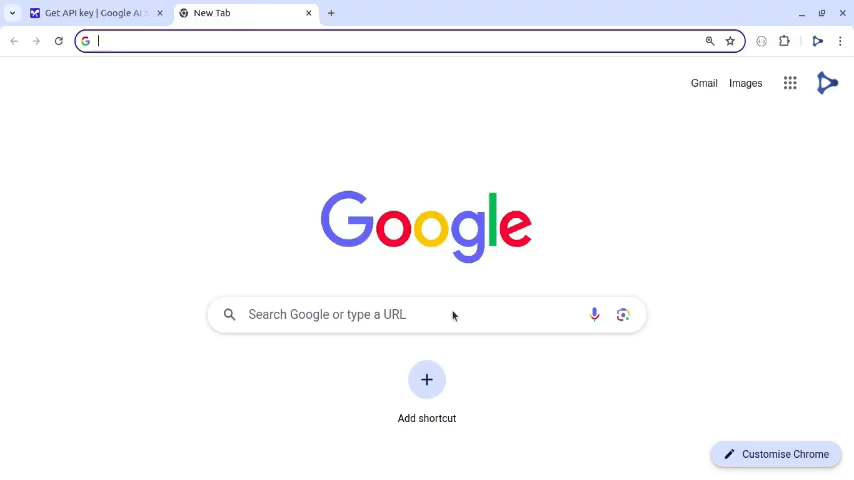 Get API key | Google AI S
New Tab
Gmail
Images
Google
Search Google or type a URL
Add shortcut
Customise Chrome